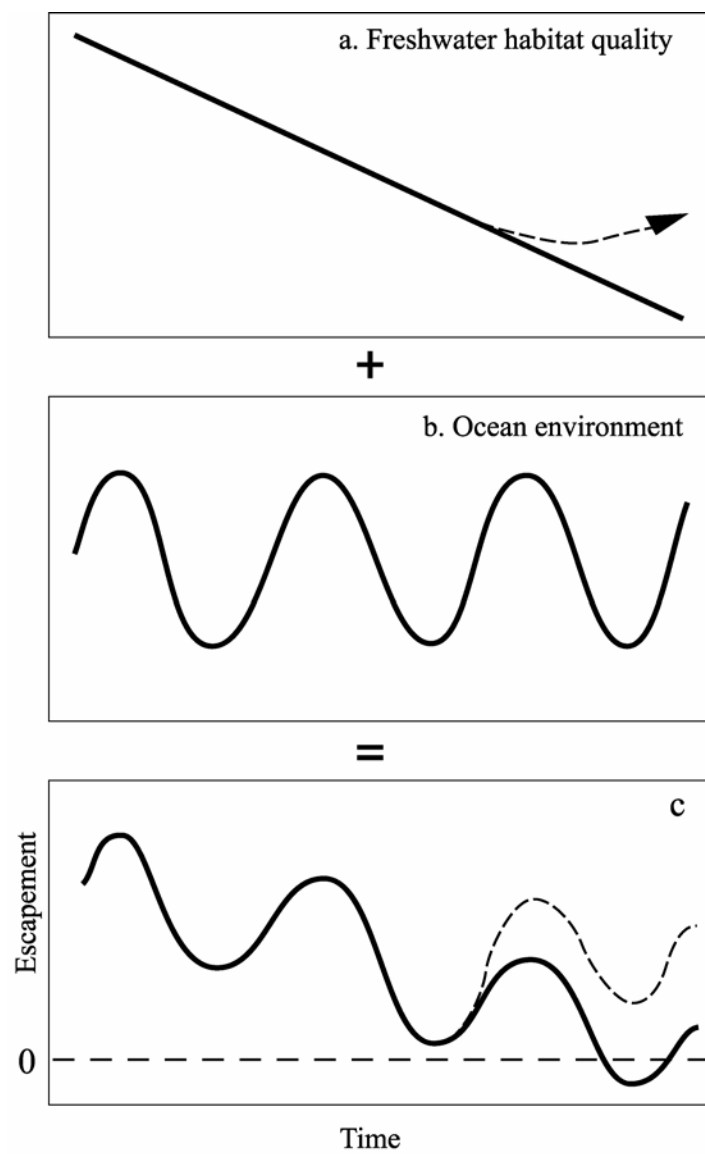 a. Freshwater habitat quality
+
b. Ocean environment
=
c
Escapement
0
Time